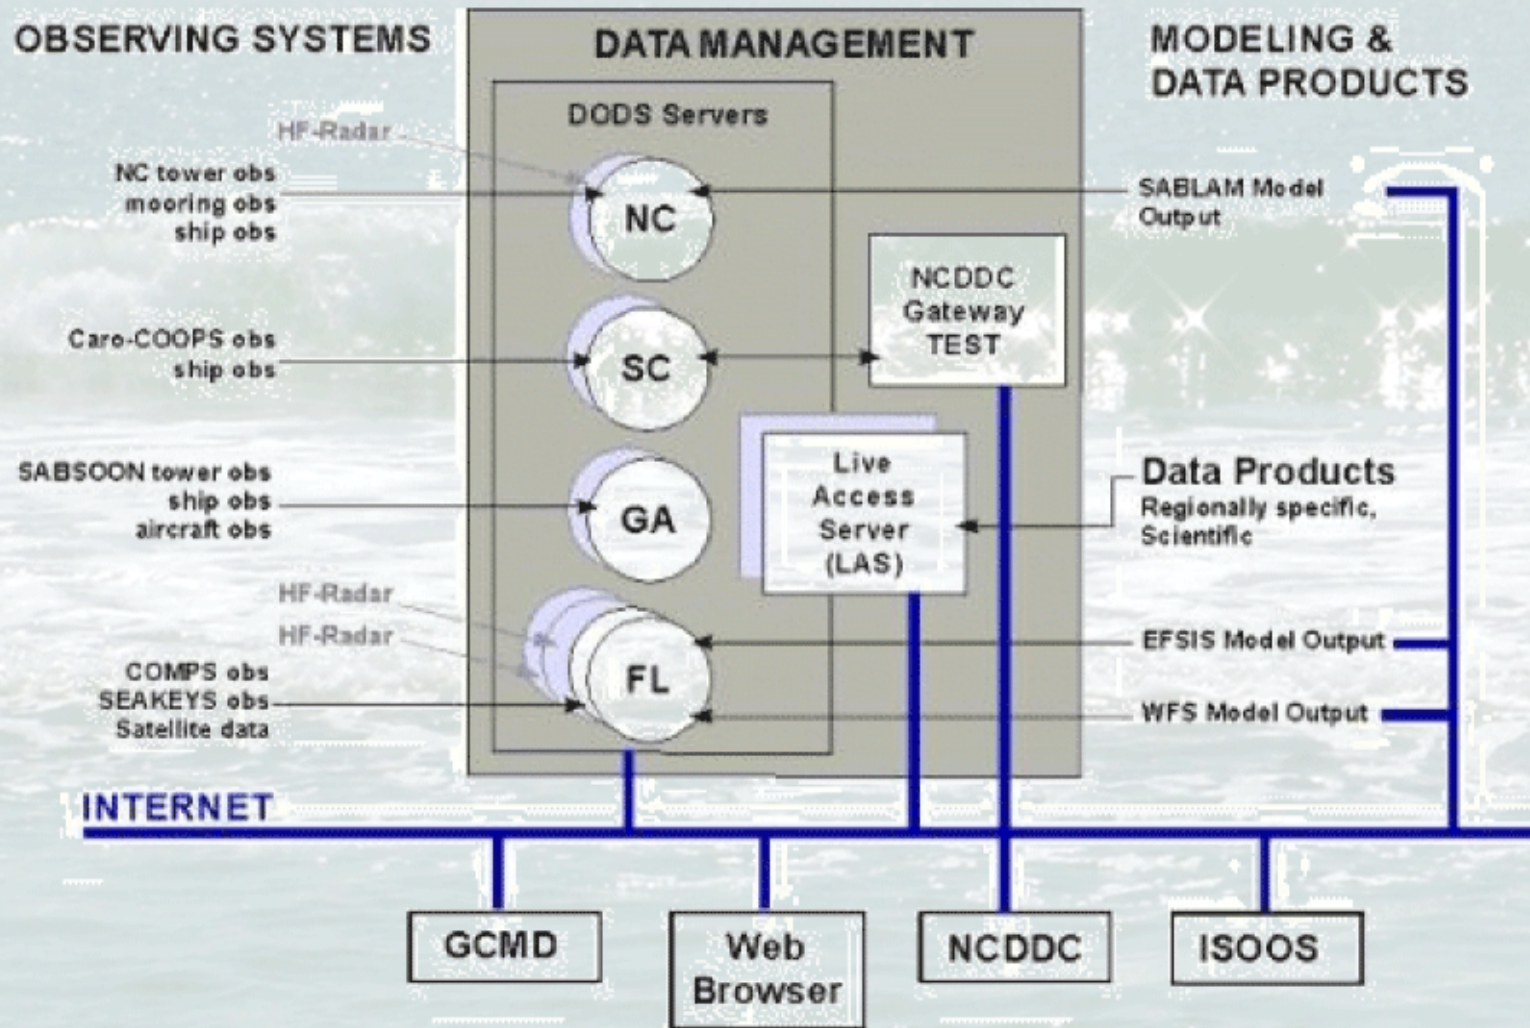 OBSERVING SYSTEMS
DATA MANAGEMENT
MODELING &
DATA PRODUCTS
DODS Servers
HF-Radar
NC tower obs
mooring obs
ship obs
NC
SABLAM Model
Output
NCDDC
Gateway
TEST
Caro-COOPS obs
ship obs
SC
SABSOON tower obs
ship obs
aircraft obs
GA
Live
Access
Server
(LAS)
Data Products
Regionally specific,
Scientific
HF-Radar
HF-Radar
COMPS obs
SEAKEYS obs
Satellite data
FL
EFSIS Model Output
WFS Model Output
INTERNET
GCMD
Web
Browser
NCDDC
ISOOS